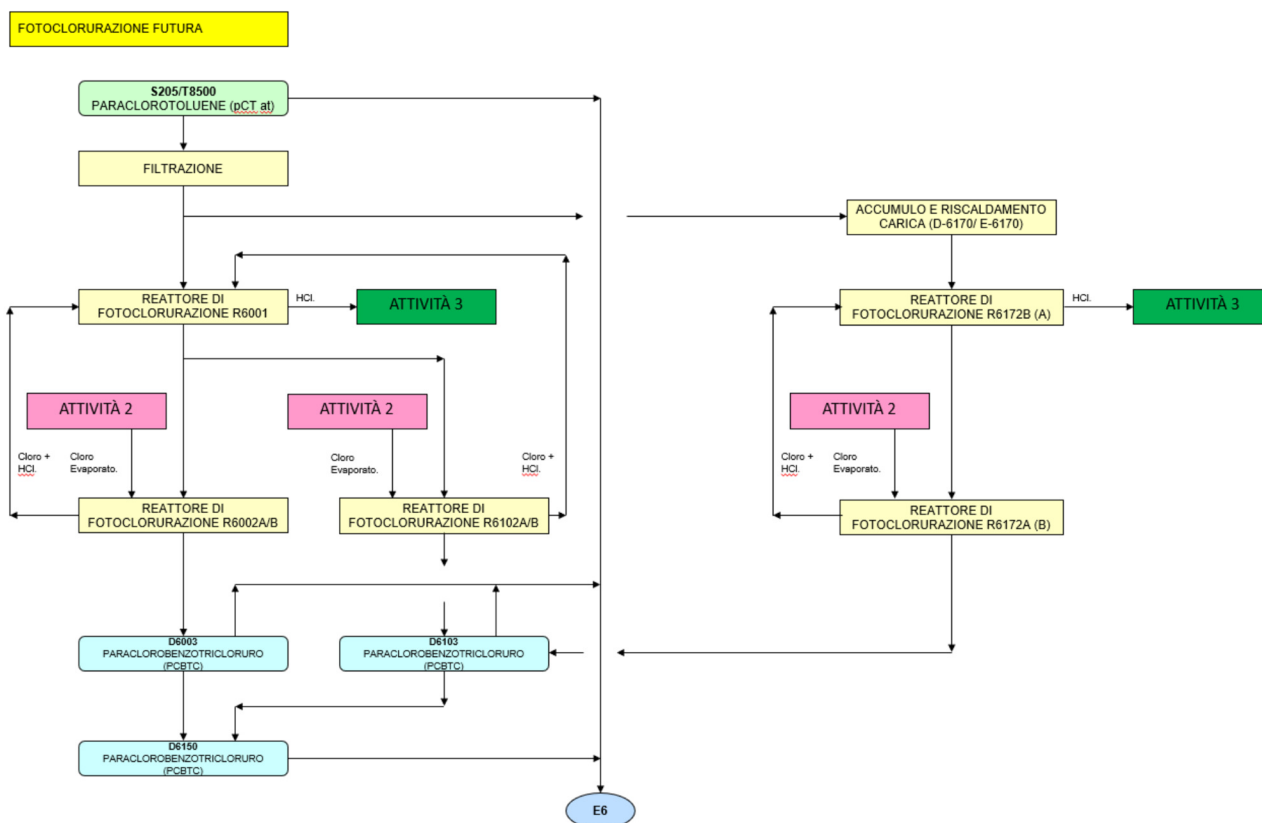 FOTOCLORURAZIONE FUTURA
S205/T8500
PARACLOROTOLUENE (pCT at)
FILTRAZIONE
ACCUMULO E RISCALDAMENTO
CARICA (D-6170/ E-6170)
REATTORE DI
FOTOCLORURAZIONE R6001
HCl.
ATTIVITÀ 3
REATTORE DI
FOTOCLORURAZIONE R6172B (A)
HCl.
ATTIVITÀ 3
ATTIVITÀ 2
ATTIVITÀ 2
ATTIVITÀ 2
Cloro +
HCl.
Cloro
Evaporato.
Cloro
Evaporato.
Cloro +
HCl.
Cloro +
HCl.
Cloro
Evaporato.
REATTORE DI
FOTOCLORURAZIONE R6002A/B
REATTORE DI
FOTOCLORURAZIONE R6102A/B
REATTORE DI
FOTOCLORURAZIONE R6172A (B)
D6003
PARACLOROBENZOTRICLORURO
(PCBTC)
D6103
PARACLOROBENZOTRICLORURO
(PCBTC)
D6150
PARACLOROBENZOTRICLORURO
(PCBTC)
E6